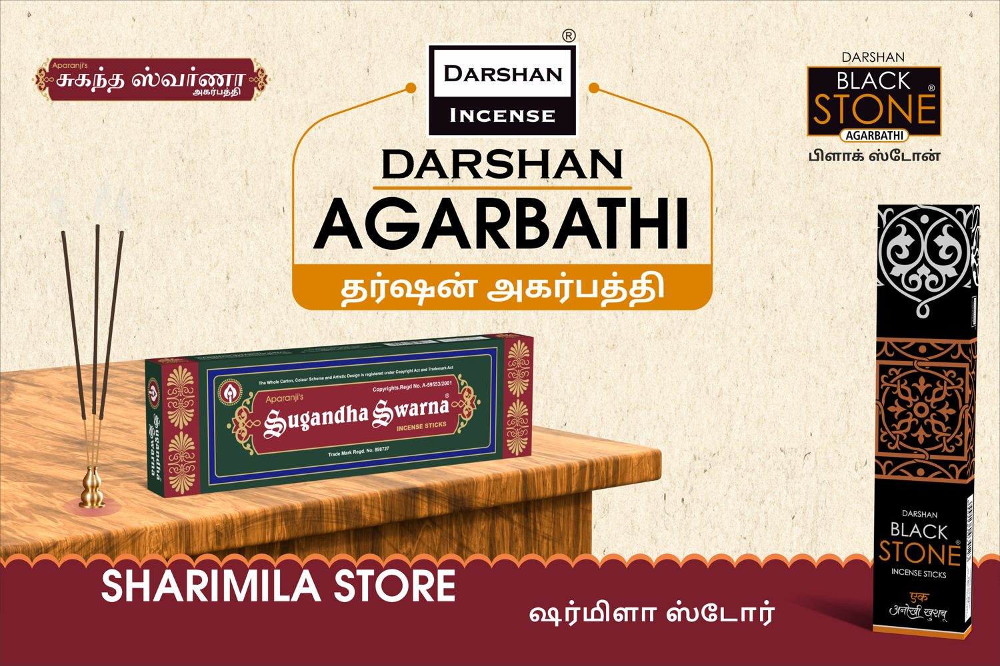 Aparanji's
சுகந்த ஸ்வர்ணா
அகர்பத்தி
DARSHAN
INCENSE
®
DARSHAN
AGARBATHI
தர்ஷன் அகர்பத்தி
DARSHAN
BLACK
STONE®
AGARBATHI
பிளாக் ஸ்டோன்
The Whole Carton, Colour Scheme and Artistic Design is registered under Copyright Act and Trademark Act
Copyrights.Regd No. A-59553/2001
Aparanji's
Sugandha Swarna®
INCENSE STICKS
Trade Mark Regd. No. 898727
Sugandha
Swarna
DARSHAN
BLACK
STONE®
INCENSE STICKS
एक
अनोखी खुशबू
SHARIMILA STORE
ஷர்மிளா ஸ்டோர்